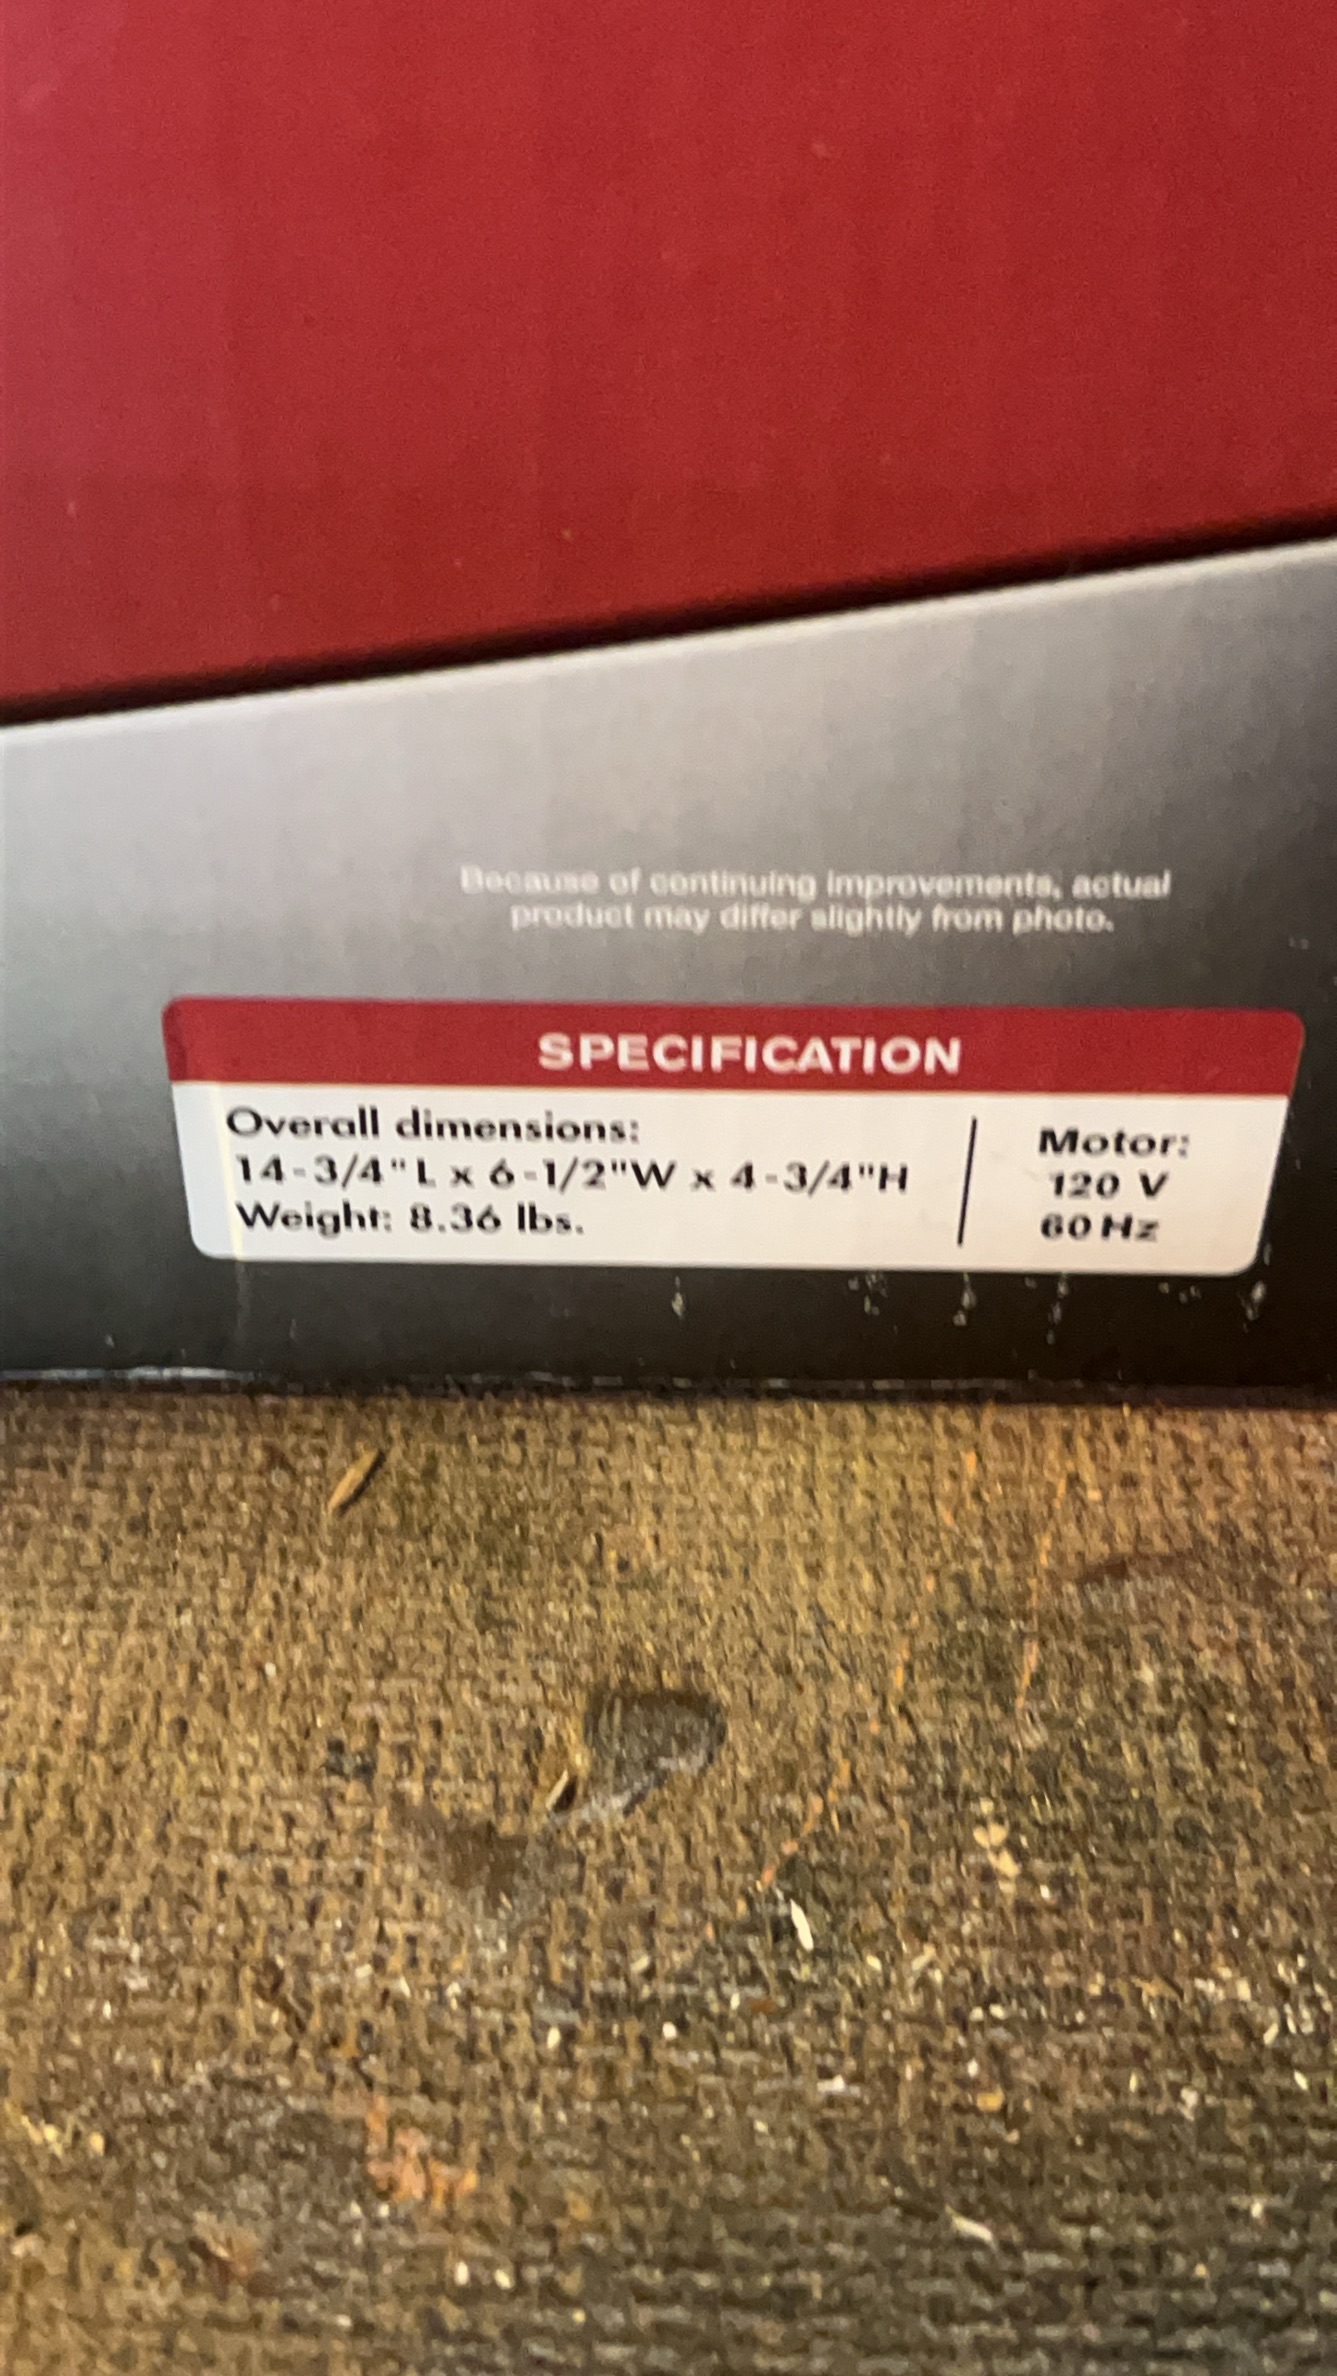 Because of continuing improvements, actual
product may differ slightly from photo.
SPECIFICATION
Overall dimensions:
14-3/4"L x 6-1/2"W x 4-3/4"H
Weight: 8.36 lbs.
Motor:
120 V
60 Hz